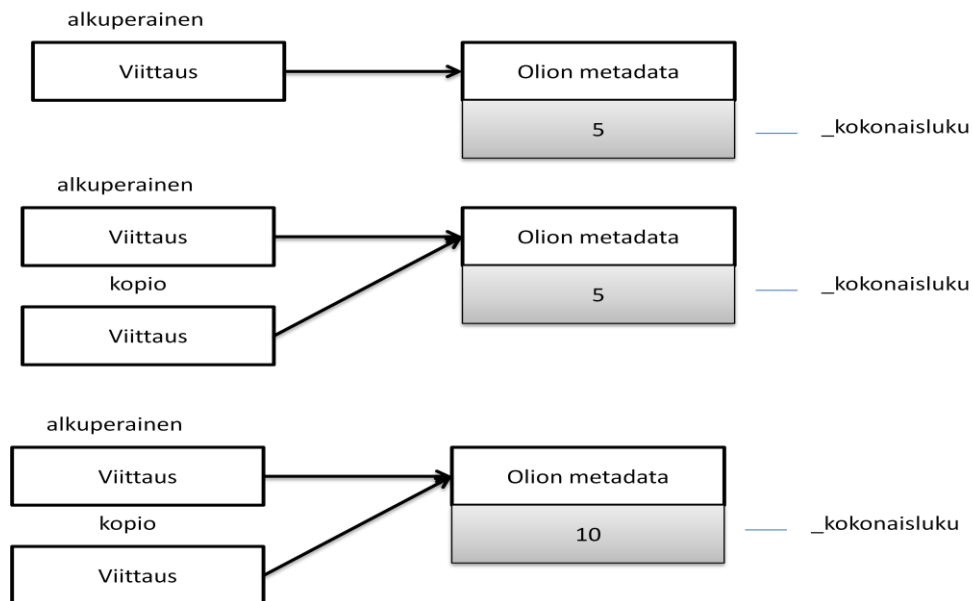 alkuperainen
Viittaus
Olion metadata
5
_kokonaisluku
alkuperainen
Viittaus
Olion metadata
kopio
5
_kokonaisluku
Viittaus
alkuperainen
Viittaus
Olion metadata
kopio
10
_kokonaisluku
Viittaus